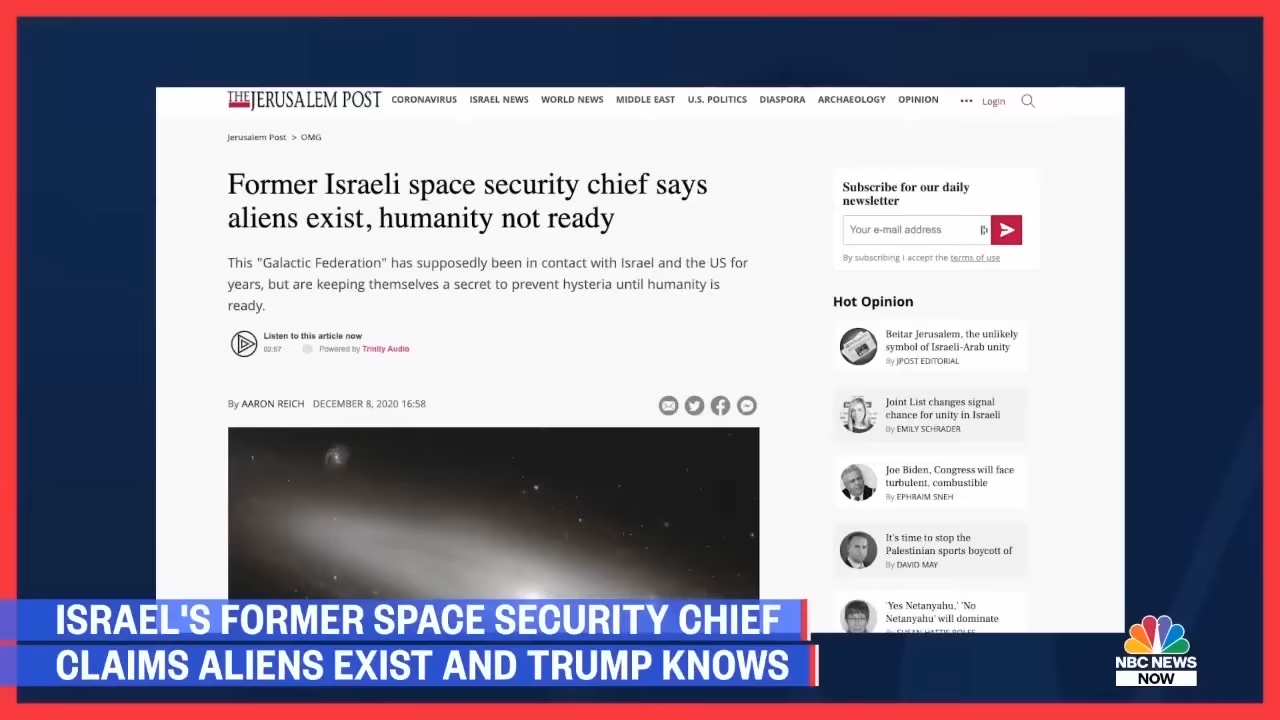 THE JERUSALEM POST
CORONAVIRUS ISRAEL NEWS WORLD NEWS MIDDLE EAST U.S. POLITICS DIASPORA ARCHAEOLOGY OPINION ••• Login
Jerusalem Post > OMG
Former Israeli space security chief says
aliens exist, humanity not ready
This "Galactic Federation" has supposedly been in contact with Israel and the US for
years, but are keeping themselves a secret to prevent hysteria until humanity is
ready.
Listen to this article now
02:57 Powered by Trinity Audio
By AARON REICH DECEMBER 8, 2020 16:58
Subscribe for our daily
newsletter
Your e-mail address
By subscribing I accept the terms of use
Hot Opinion
Beitar Jerusalem, the unlikely
symbol of Israeli-Arab unity
By JPOST EDITORIAL
Joint List changes signal
chance for unity in Israeli
By EMILY SCHRADER
Joe Biden, Congress will face
turbulent, combustible
By EPHRAIM SNEH
It's time to stop the
Palestinian sports boycott of
By DAVID MAY
'Yes Netanyahu,' 'No
Netanyahu' will dominate
By SUSAN HATTIS ROLEF
ISRAEL'S FORMER SPACE SECURITY CHIEF
CLAIMS ALIENS EXIST AND TRUMP KNOWS
NBC NEWS
NOW